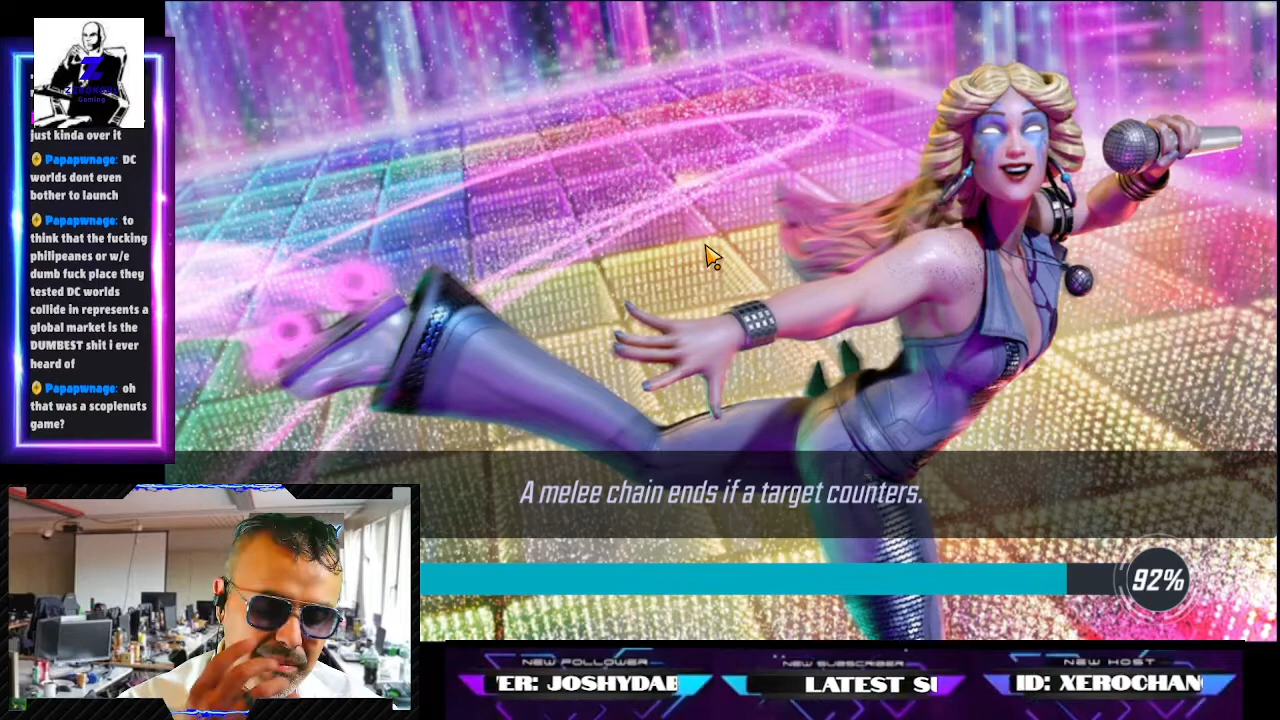 Z
Gaming
just kinda over it
Papapwnage: DC
worlds dont even
bother to launch
Papapwnage: to
think that the fucking
philipeanes or w/e
dumb fuck place they
tested DC worlds
collide in represents a
global market is the
DUMBEST shit i ever
heard of
Papapwnage: oh
that was a scoplenuts
game?
A melee chain ends if a target counters.
92%
NEW FOLLOWER
'ER: JOSHYDAB
NEW SUBSCRIBER
LATEST SU
NEW HOST
ID: XEROCHAN